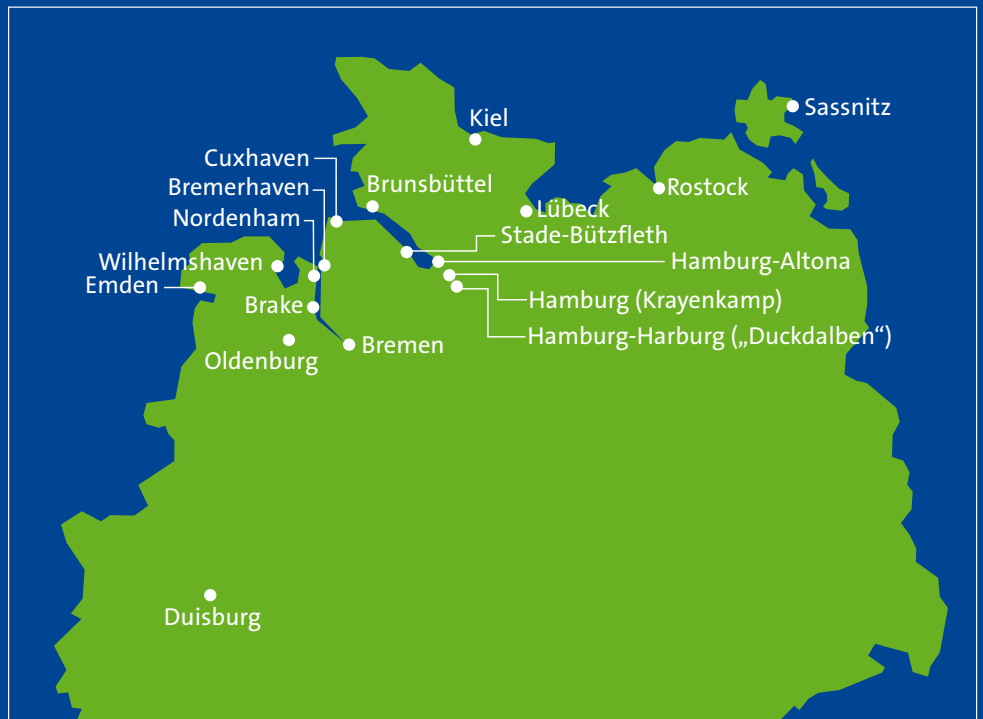 Sassnitz
Kiel
Cuxhaven
Bremerhaven
Brunsbüttel
Rostock
Nordenham
Lübeck
Stade-Bützfleth
Wilhelmshaven
Hamburg-Altona
Emden
Hamburg (Krayenkamp)
Brake
Hamburg-Harburg („Duckdalben“)
Bremen
Oldenburg
Duisburg